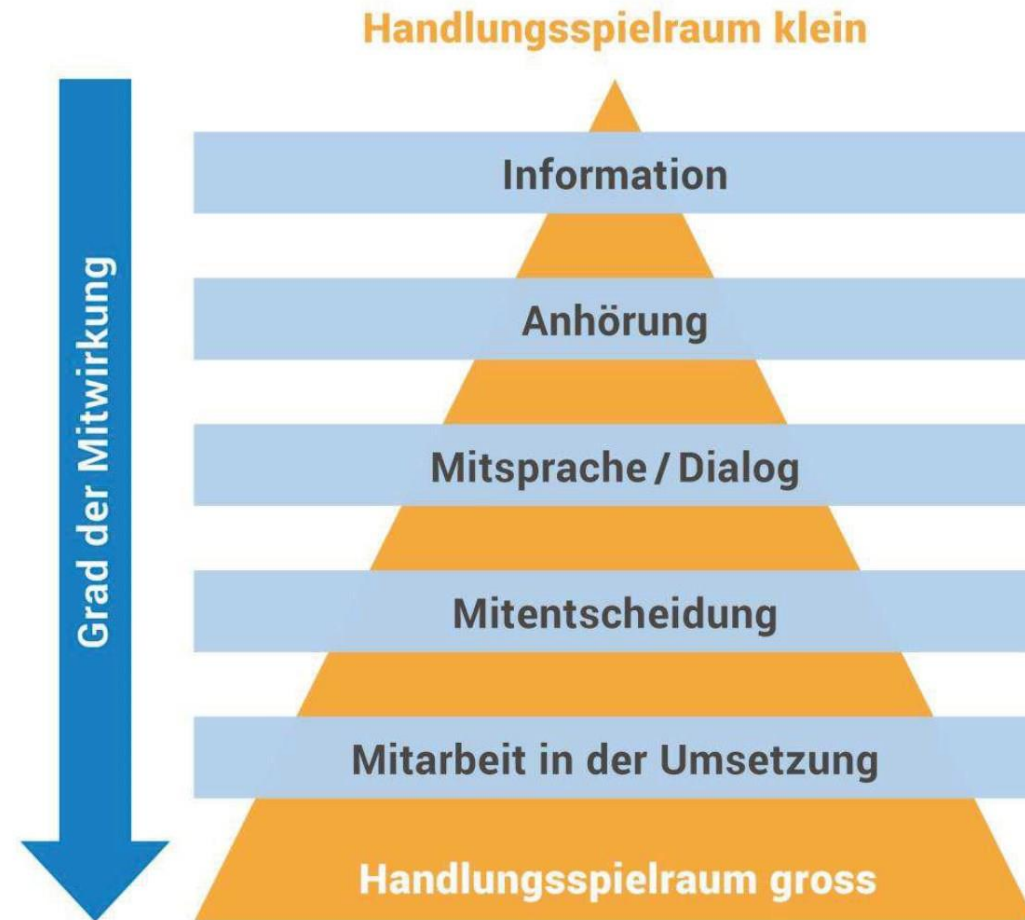 Handlungsspielraum klein
Grad der Mitwirkung
Information
Anhörung
Mitsprache / Dialog
Mitentscheidung
Mitarbeit in der Umsetzung
Handlungsspielraum gross